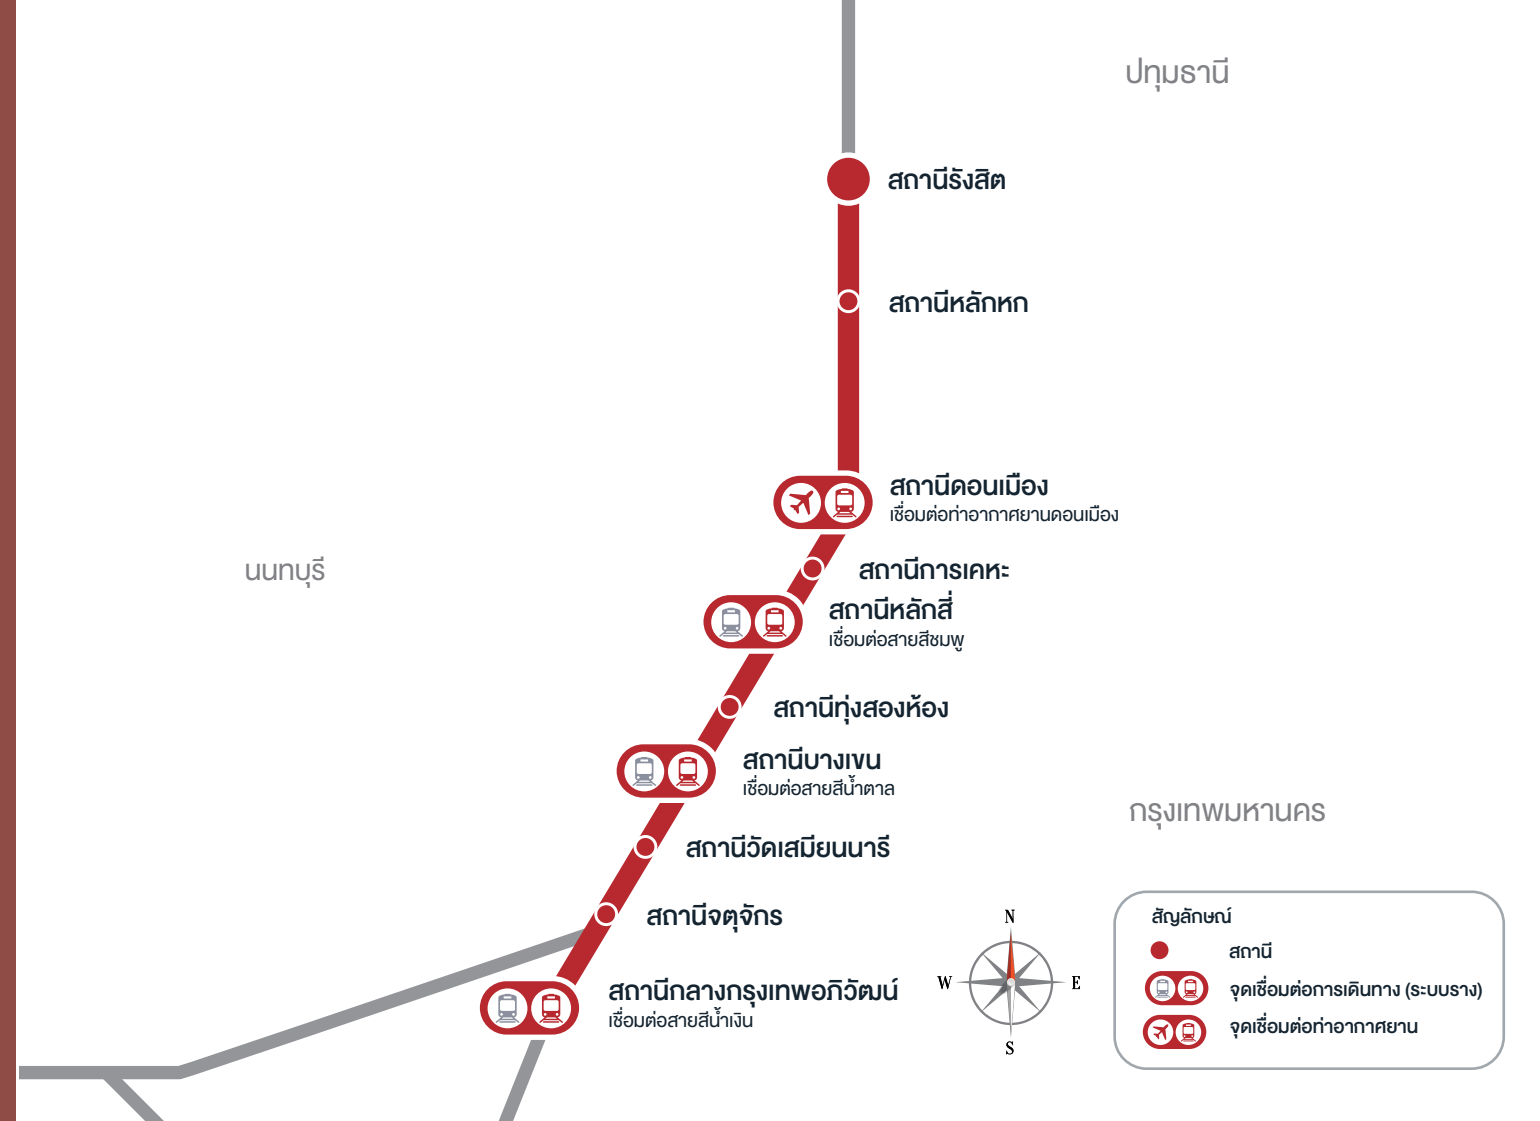 ปทุมธานี
สถานีรังสิต
สถานีหลักหก
สถานีดอนเมือง
เชื่อมต่อท่าอากาศยานดอนเมือง
นนทบุรี
สถานีการเคหะ
สถานีหลักสี่
เชื่อมต่อสายสีชมพู
สถานีทุ่งสองห้อง
สถานีบางเขน
เชื่อมต่อสายสีน้ำตาล
กรุงเทพมหานคร
สถานีวัดเสมียนนารี
สถานีจตุจักร
สถานีกลางกรุงเทพอภิวัฒน์
เชื่อมต่อสายสีน้ำเงิน
N
W
E
S
สัญลักษณ์
สถานี
จุดเชื่อมต่อการเดินทาง (ระบบราง)
จุดเชื่อมต่อท่าอากาศยาน